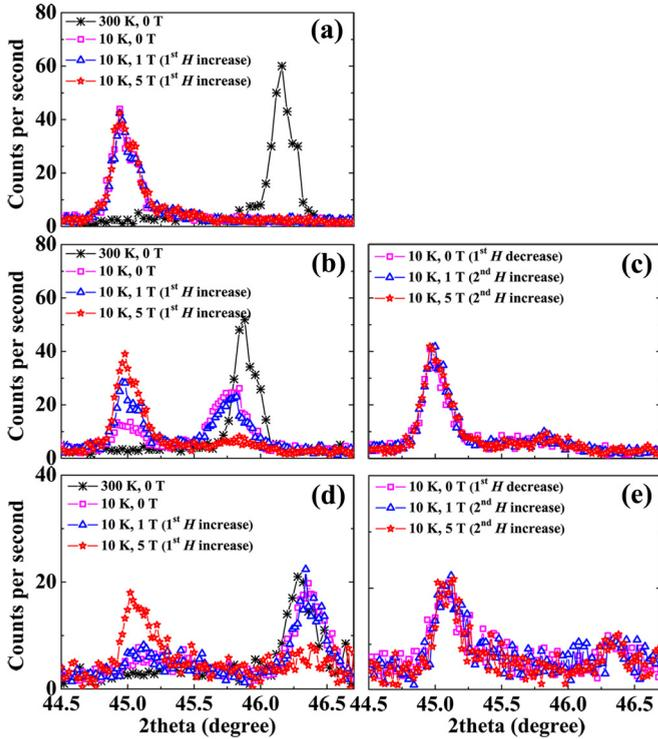 80
300 K, 0 T
10 K, 0 T
10 K, 1 T (1st H increase)
10 K, 5 T (1st H increase)
(a)
60
40
20
0
Counts per second
80
300 K, 0 T
10 K, 0 T
10 K, 1 T (1st H increase)
10 K, 5 T (1st H increase)
(b)
60
40
20
0
Counts per second
10 K, 0 T (1st H decrease)
10 K, 1 T (2nd H increase)
10 K, 5 T (2nd H increase)
(c)
40
300 K, 0 T
10 K, 0 T
10 K, 1 T (1st H increase)
10 K, 5 T (1st H increase)
(d)
20
0
Counts per second
44.5 45.0 45.5 46.0 46.5
2theta (degree)
10 K, 0 T (1st H decrease)
10 K, 1 T (2nd H increase)
10 K, 5 T (2nd H increase)
(e)
44.5 45.0 45.5 46.0 46.5
2theta (degree)